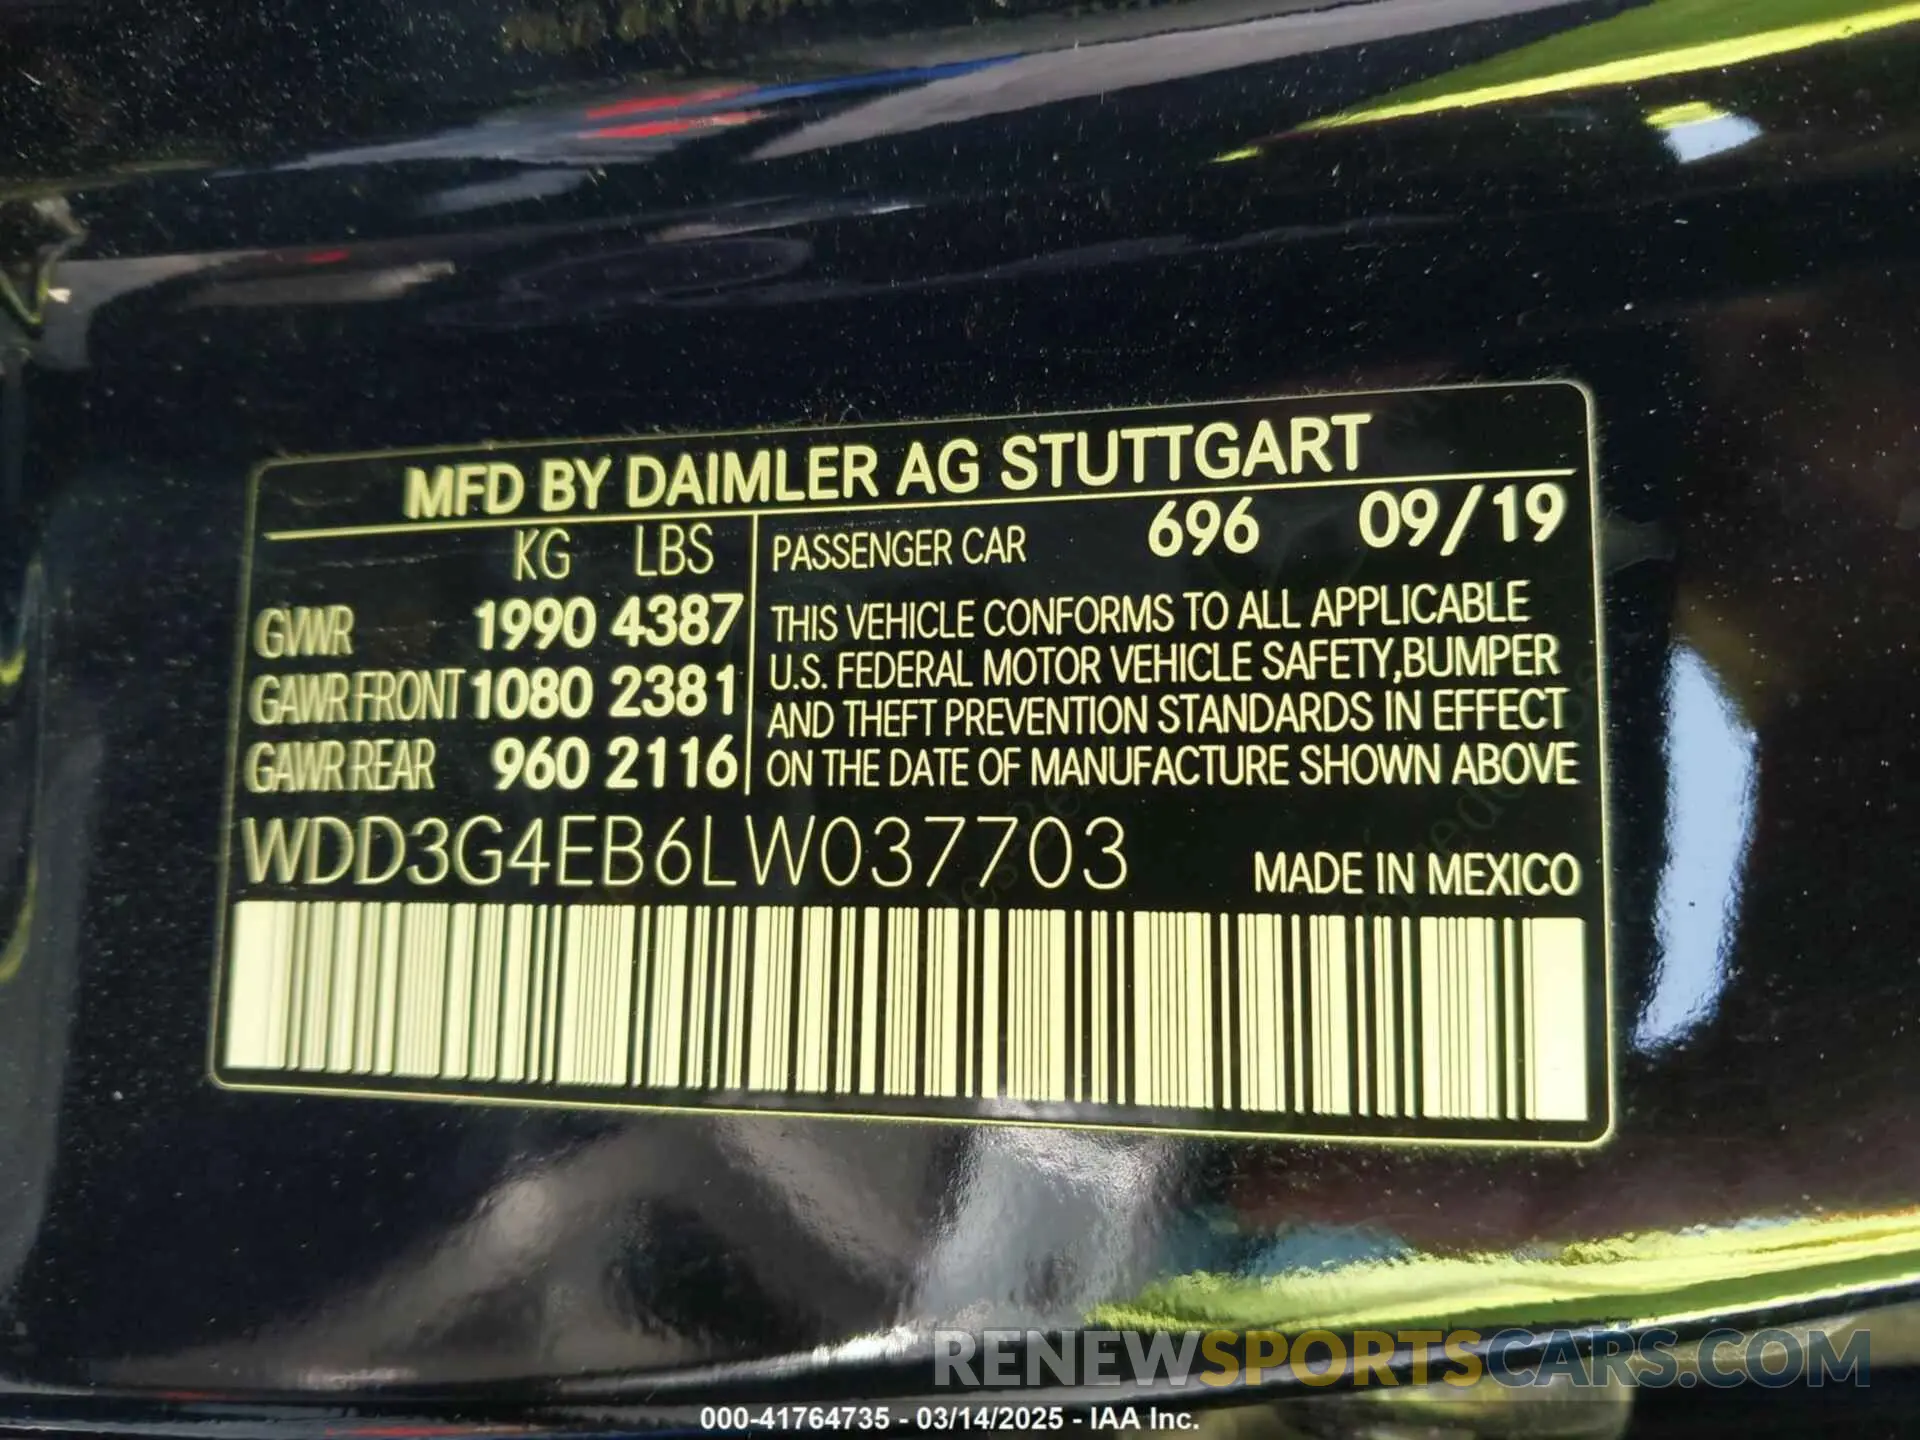 MFD BY DAIMLER AG STUTTGART
KG LBS
GVWR 1990 4387
GAWR FRONT 1080 2381
GAWR REAR 960 2116
PASSENGER CAR 696 09/19
THIS VEHICLE CONFORMS TO ALL APPLICABLE
U.S. FEDERAL MOTOR VEHICLE SAFETY,BUMPER
AND THEFT PREVENTION STANDARDS IN EFFECT
ON THE DATE OF MANUFACTURE SHOWN ABOVE
WDD3G4EB6LW037703
MADE IN MEXICO
RENEWSPORTSCARS.COM
000-41764735 - 03/14/2025 - IAA Inc.